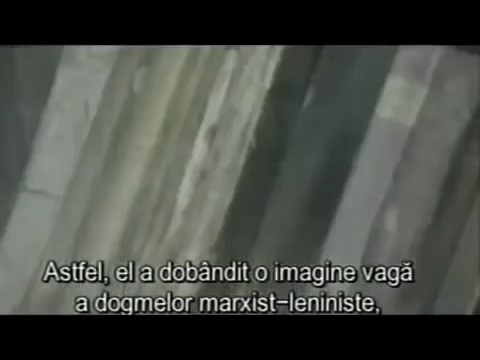 Astfel, el a dobândit o imagine vagă
a dogmelor marxist-leniniste,